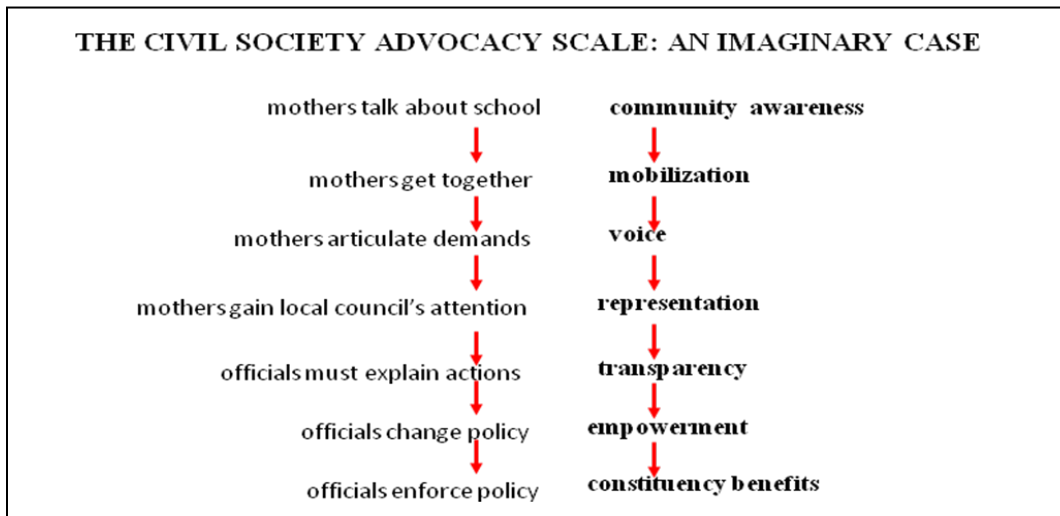 THE CIVIL SOCIETY ADVOCACY SCALE: AN IMAGINARY CASE
mothers talk about school community awareness
mothers get together mobilization
mothers articulate demands voice
mothers gain local council's attention representation
officials must explain actions transparency
officials change policy empowerment
officials enforce policy constituency benefits